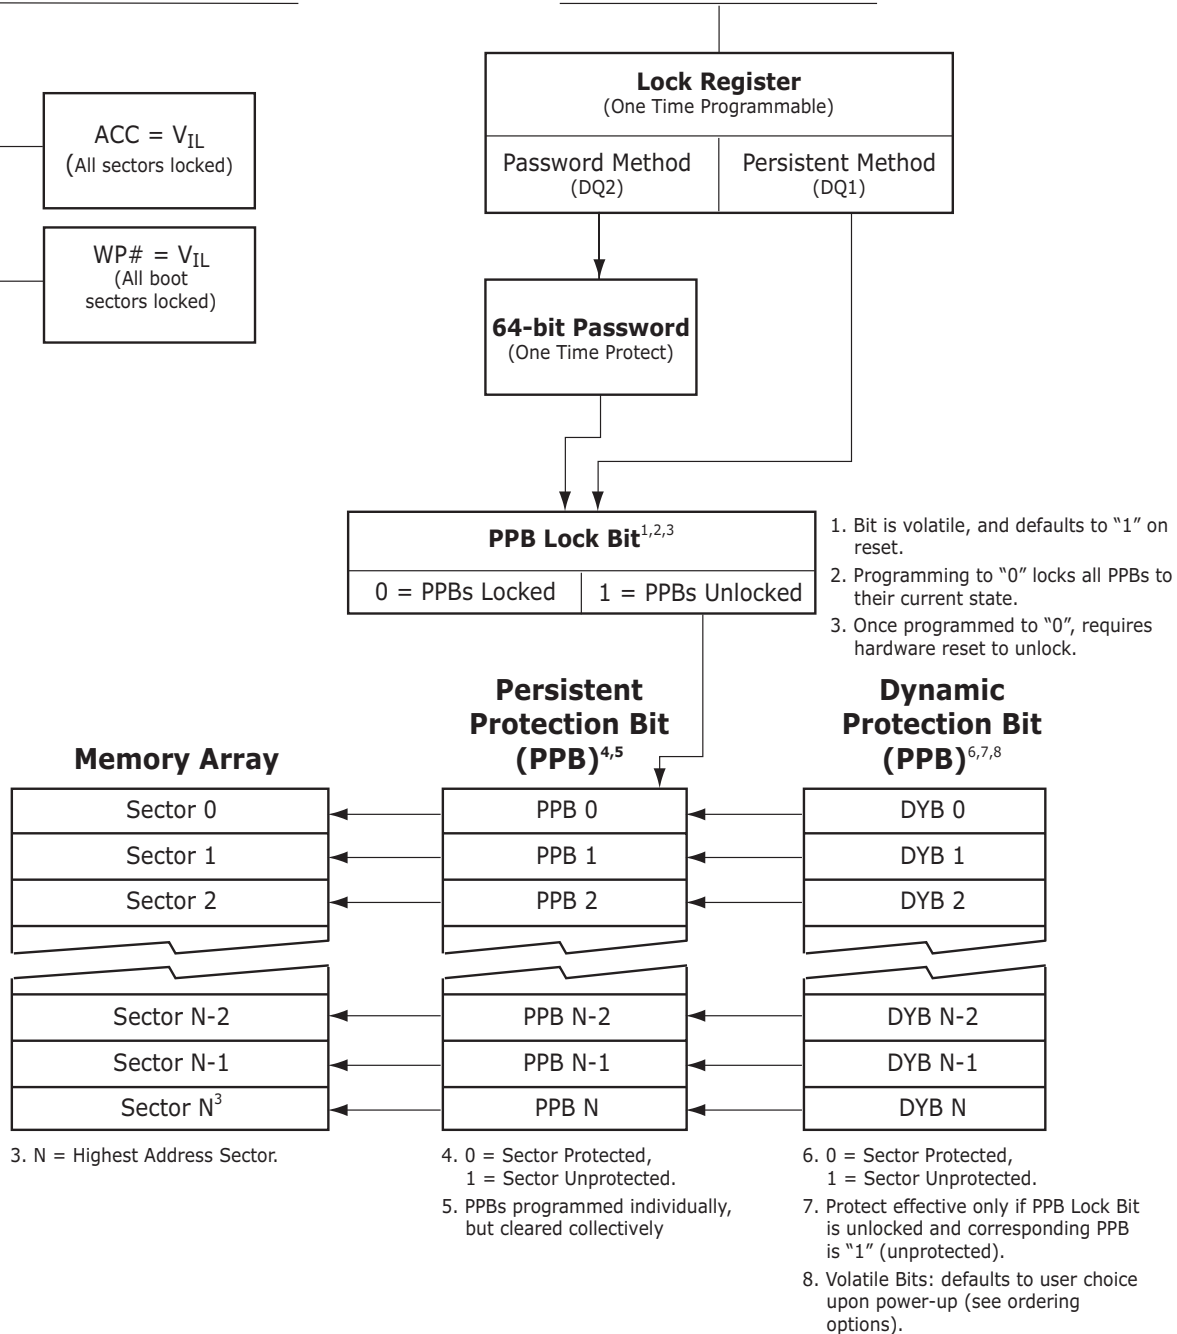 Lock Register
(One Time Programmable)
Password Method
(DQ2)
Persistent Method
(DQ1)
ACC = VIL
(All sectors locked)
WP# = VIL
(All boot
sectors locked)
64-bit Password
(One Time Protect)
PPB Lock Bit1,2,3
0 = PPBs Locked
1 = PPBs Unlocked
1. Bit is volatile, and defaults to “1” on
reset.
2. Programming to “0” locks all PPBs to
their current state.
3. Once programmed to “0”, requires
hardware reset to unlock.
Memory Array
Persistent
Protection Bit
(PPB)4,5
Dynamic
Protection Bit
(PPB)6,7,8
Sector 0
PPB 0
DYB 0
Sector 1
PPB 1
DYB 1
Sector 2
PPB 2
DYB 2
Sector N-2
PPB N-2
DYB N-2
Sector N-1
PPB N-1
DYB N-1
Sector N3
PPB N
DYB N
3. N = Highest Address Sector.
4. 0 = Sector Protected,
1 = Sector Unprotected.
5. PPBs programmed individually,
but cleared collectively
6. 0 = Sector Protected,
1 = Sector Unprotected.
7. Protect effective only if PPB Lock Bit
is unlocked and corresponding PPB
is “1” (unprotected).
8. Volatile Bits: defaults to user choice
upon power-up (see ordering
options).